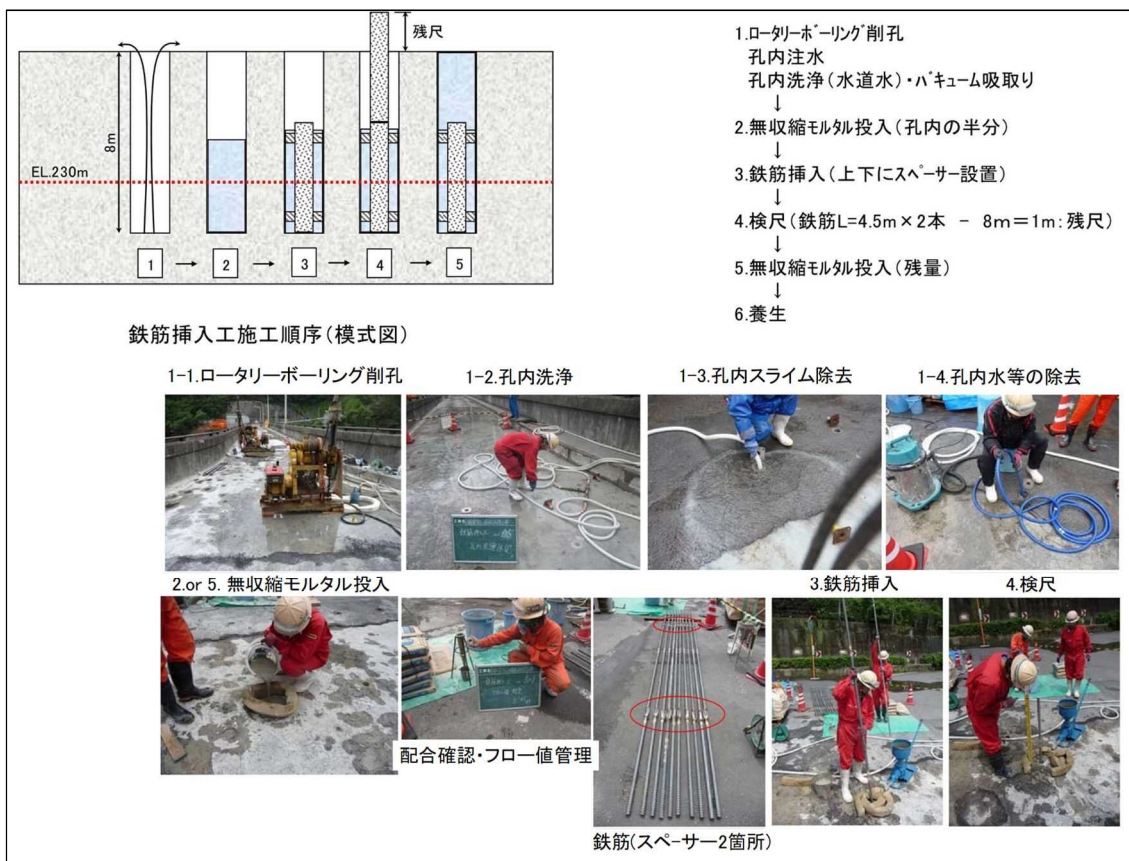 残尺
8m
EL.230m
1 → 2 → 3 → 4 → 5
鉄筋挿入工施工順序(模式図)
1.ロータリーボーリング削孔
孔内注水
孔内洗浄(水道水)・バキューム吸取り
↓
2.無収縮モルタル投入(孔内の半分)
↓
3.鉄筋挿入(上下にスペーサー設置)
↓
4.検尺(鉄筋L=4.5m×2本 - 8m=1m:残尺)
↓
5.無収縮モルタル投入(残量)
↓
6.養生
1-1.ロータリーボーリング削孔
1-2.孔内洗浄
1-3.孔内スライム除去
1-4.孔内水等の除去
2.or 5. 無収縮モルタル投入
3.鉄筋挿入
4.検尺
配合確認・フロー値管理
鉄筋(スペーサー2箇所)